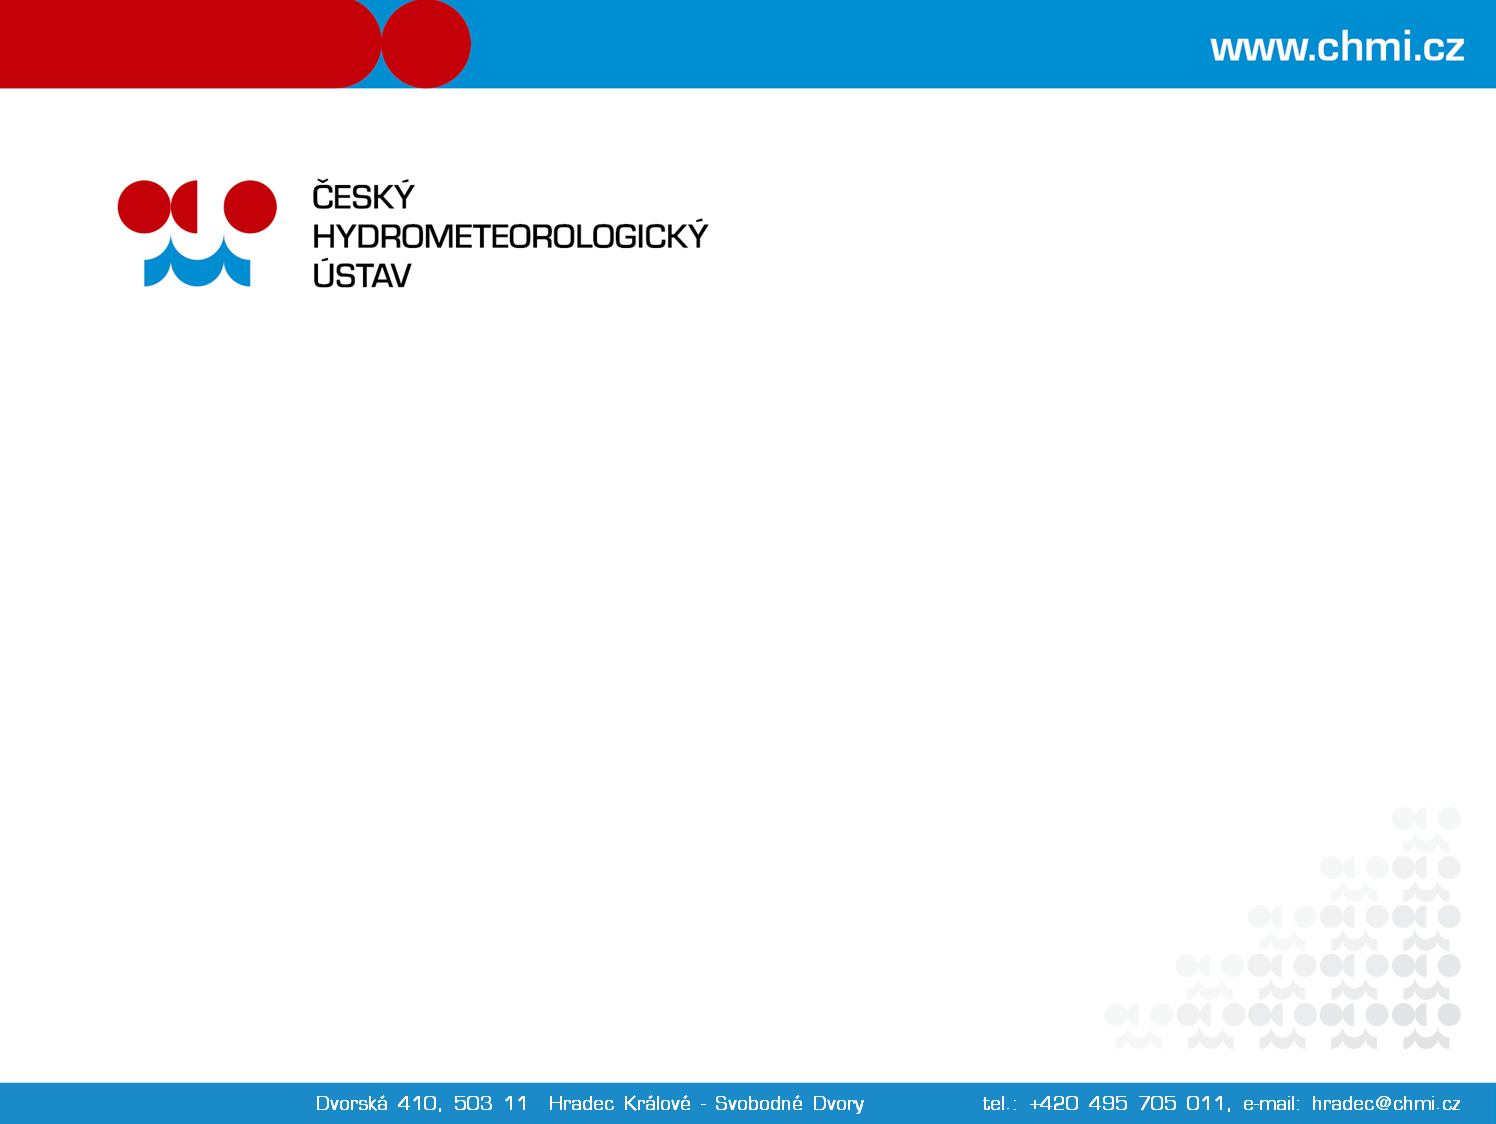 www.chmi.cz
ČESKÝ
HYDROMETEOROLOGICKÝ
ÚSTAV
Dvorská 410, 503 11 Hradec Králové - Svobodné Dvory tel.: +420 495 705 011, e-mail: hradec@chmi.cz